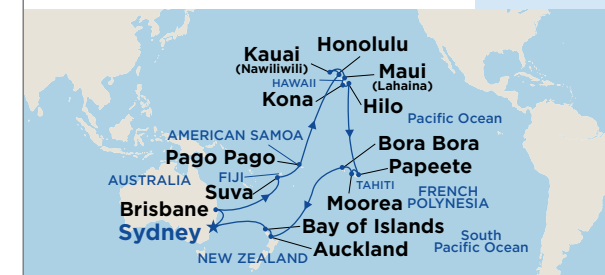 Kauai
(Nawiliwili)
Honolulu
HAWAII
Maui
(Lahaina)
Kona
Hilo
Pacific Ocean
AMERICAN SAMOA
Pago Pago
Bora Bora
Papeete
AUSTRALIA
FIJI
Suva
TAHITI
Moorea
FRENCH
POLYNESIA
Brisbane
Sydney
Bay of Islands
Auckland
NEW ZEALAND
South
Pacific Ocean